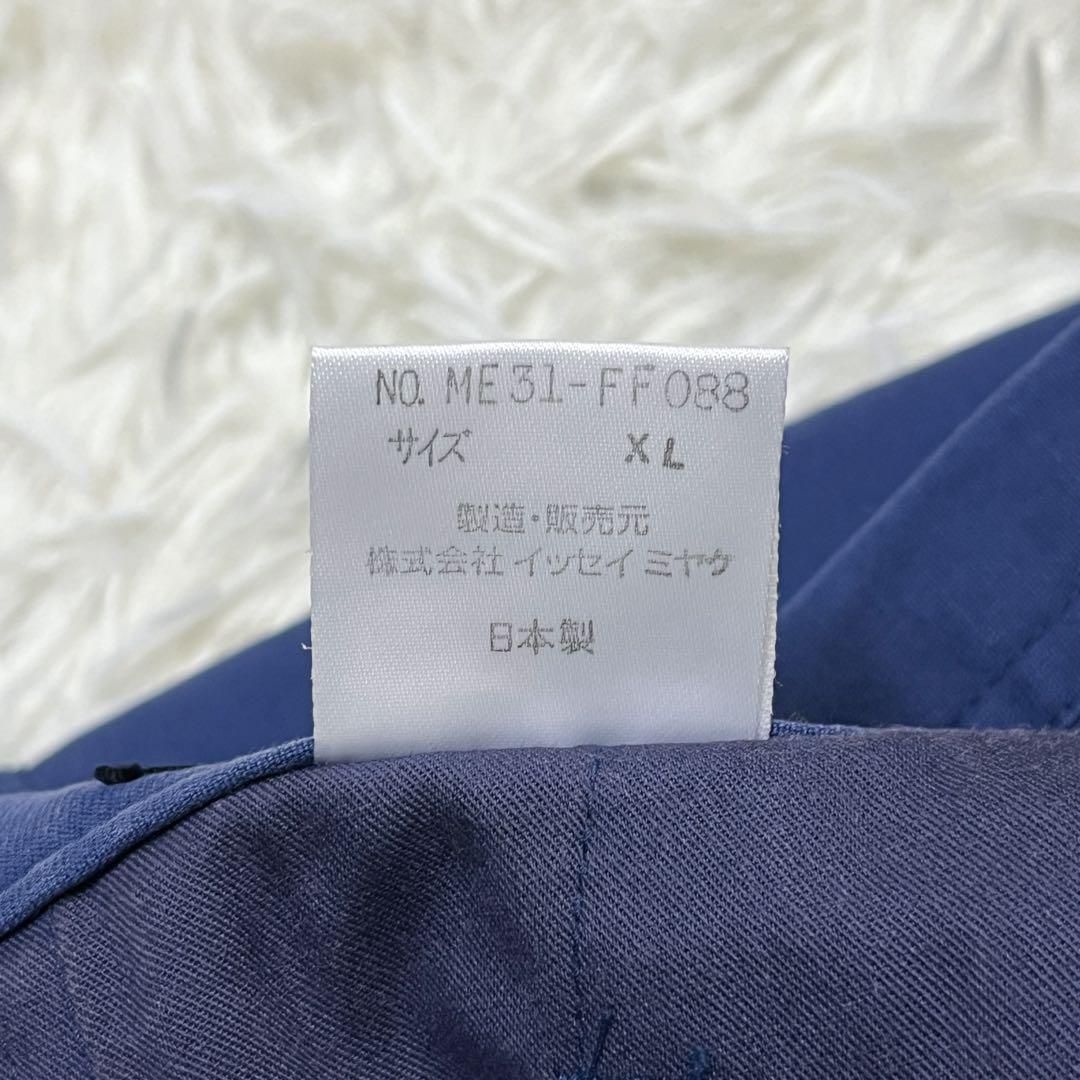 NO. ME31-FF088
サイズ XL
製造・販売元
株式会社 イッセイ ミヤケ
日本製